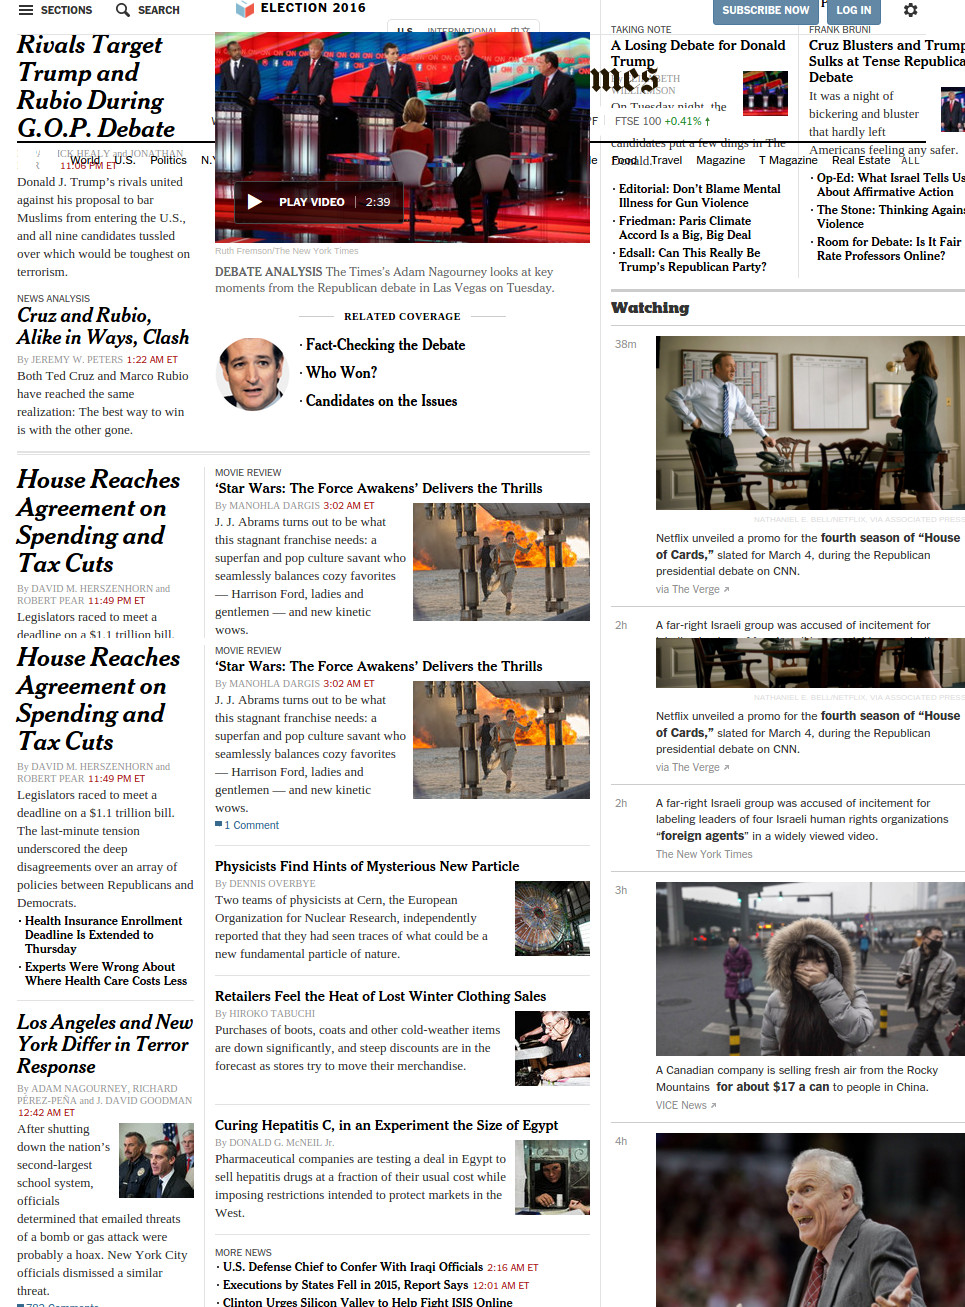 SECTIONS
SEARCH
ELECTION 2016
SUBSCRIBE NOW
LOG IN
U.S.
INTERNATIONAL
中文
mes
FTSE 100 +0.41% ↑
World
U.S.
Politics
N.Y.
Food
Travel
Magazine
T Magazine
Real Estate
ALL
Rivals Target
Trump and
Rubio During
G.O.P. Debate
ICK HEALY and JONATHAN
11:06 PM ET
Donald J. Trump's rivals united
against his proposal to bar
Muslims from entering the U.S.,
and all nine candidates tussled
over which would be toughest on
terrorism.
NEWS ANALYSIS
Cruz and Rubio,
Alike in Ways, Clash
By JEREMY W. PETERS 1:22 AM ET
Both Ted Cruz and Marco Rubio
have reached the same
realization: The best way to win
is with the other gone.
PLAY VIDEO | 2:39
Ruth Fremson/The New York Times
DEBATE ANALYSIS The Times's Adam Nagourney looks at key
moments from the Republican debate in Las Vegas on Tuesday.
RELATED COVERAGE
· Fact-Checking the Debate
· Who Won?
· Candidates on the Issues
TAKING NOTE
A Losing Debate for Donald
Trump
On Tuesday night, the
candidates put a few dings in The
Donald.
· Editorial: Don't Blame Mental
Illness for Gun Violence
· Friedman: Paris Climate
Accord Is a Big, Big Deal
· Edsall: Can This Really Be
Trump's Republican Party?
FRANK BRUNI
Cruz Blusters and Trump
Sulks at Tense Republica
Debate
It was a night of
bickering and bluster
that hardly left
Americans feeling any safer.
· Op-Ed: What Israel Tells Us
About Affirmative Action
· The Stone: Thinking Agains
Violence
· Room for Debate: Is It Fair
Rate Professors Online?
House Reaches
Agreement on
Spending and
Tax Cuts
By DAVID M. HERSZENHORN and
ROBERT PEAR 11:49 PM ET
Legislators raced to meet a
deadline on a $1.1 trillion bill.
MOVIE REVIEW
'Star Wars: The Force Awakens' Delivers the Thrills
By MANOHLA DARGIS 3:02 AM ET
J. J. Abrams turns out to be what
this stagnant franchise needs: a
superfan and pop culture savant who
seamlessly balances cozy favorites
— Harrison Ford, ladies and
gentlemen — and new kinetic
wows.
House Reaches
Agreement on
Spending and
Tax Cuts
By DAVID M. HERSZENHORN and
ROBERT PEAR 11:49 PM ET
Legislators raced to meet a
deadline on a $1.1 trillion bill.
The last-minute tension
underscored the deep
disagreements over an array of
policies between Republicans and
Democrats.
· Health Insurance Enrollment
Deadline Is Extended to
Thursday
· Experts Were Wrong About
Where Health Care Costs Less
Los Angeles and New
York Differ in Terror
Response
By ADAM NAGOURNEY, RICHARD
PÉREZ-PEÑA and J. DAVID GOODMAN
12:42 AM ET
After shutting
down the nation's
second-largest
school system,
officials
determined that emailed threats
of a bomb or gas attack were
probably a hoax. New York City
officials dismissed a similar
threat.
MOVIE REVIEW
'Star Wars: The Force Awakens' Delivers the Thrills
By MANOHLA DARGIS 3:02 AM ET
J. J. Abrams turns out to be what
this stagnant franchise needs: a
superfan and pop culture savant who
seamlessly balances cozy favorites
— Harrison Ford, ladies and
gentlemen — and new kinetic
wows.
1 Comment
Physicists Find Hints of Mysterious New Particle
By DENNIS OVERBYE
Two teams of physicists at Cern, the European
Organization for Nuclear Research, independently
reported that they had seen traces of what could be a
new fundamental particle of nature.
Retailers Feel the Heat of Lost Winter Clothing Sales
By HIROKO TABUCHI
Purchases of boots, coats and other cold-weather items
are down significantly, and steep discounts are in the
forecast as stores try to move their merchandise.
Curing Hepatitis C, in an Experiment the Size of Egypt
By DONALD G. McNEIL Jr.
Pharmaceutical companies are testing a deal in Egypt to
sell hepatitis drugs at a fraction of their usual cost while
imposing restrictions intended to protect markets in the
West.
MORE NEWS
· U.S. Defense Chief to Confer With Iraqi Officials 2:16 AM ET
· Executions by States Fell in 2015, Report Says 12:01 AM ET
· Clinton Urges Silicon Valley to Help Fight ISIS Online
Watching
38m
NATHANIEL E. BELL/NETFLIX, VIA ASSOCIATED PRESS
Netflix unveiled a promo for the fourth season of "House
of Cards," slated for March 4, during the Republican
presidential debate on CNN.
via The Verge ↗
2h
A far-right Israeli group was accused of incitement for
NATHANIEL E. BELL/NETFLIX, VIA ASSOCIATED PRESS
Netflix unveiled a promo for the fourth season of "House
of Cards," slated for March 4, during the Republican
presidential debate on CNN.
via The Verge ↗
2h
A far-right Israeli group was accused of incitement for
labeling leaders of four Israeli human rights organizations
"foreign agents" in a widely viewed video.
The New York Times
3h
A Canadian company is selling fresh air from the Rocky
Mountains for about $17 a can to people in China.
VICE News ↗
4h